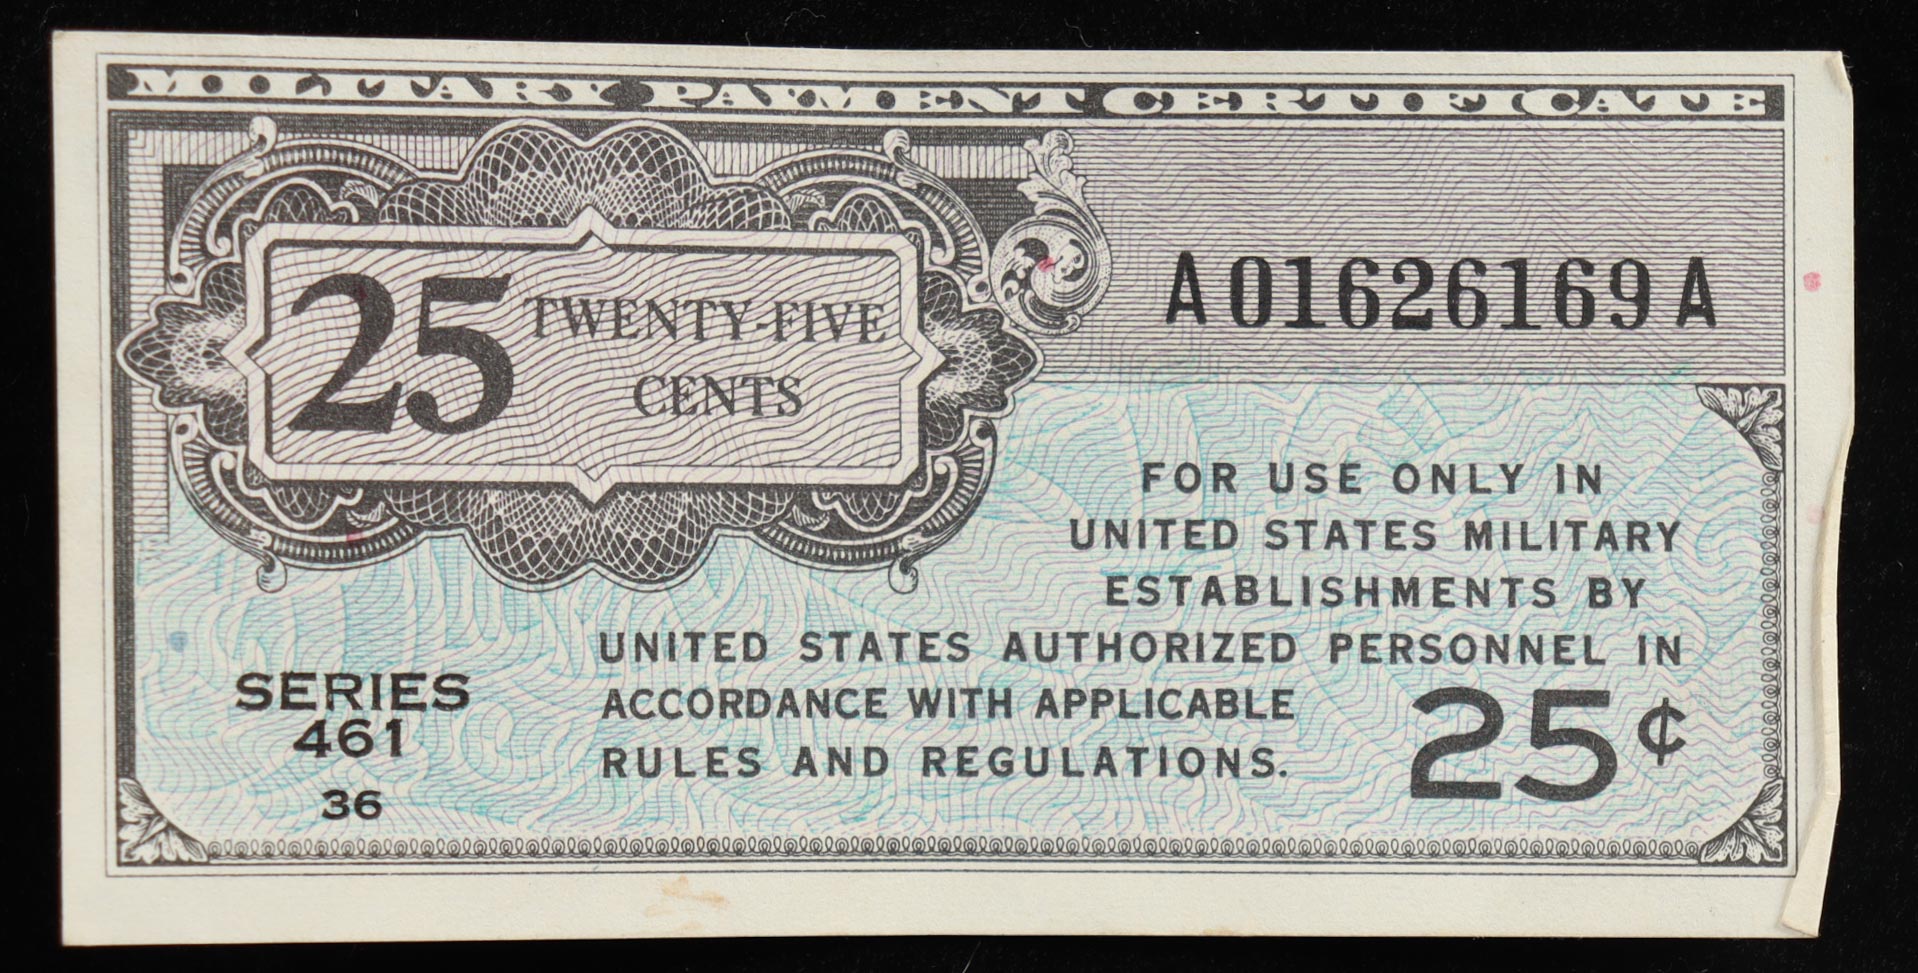 MILITARY PAYMENT CERTIFICATE
25 TWENTY-FIVE
CENTS
A01626169A
FOR USE ONLY IN
UNITED STATES MILITARY
ESTABLISHMENTS BY
UNITED STATES AUTHORIZED PERSONNEL IN
ACCORDANCE WITH APPLICABLE
RULES AND REGULATIONS.
25¢
SERIES
461
36